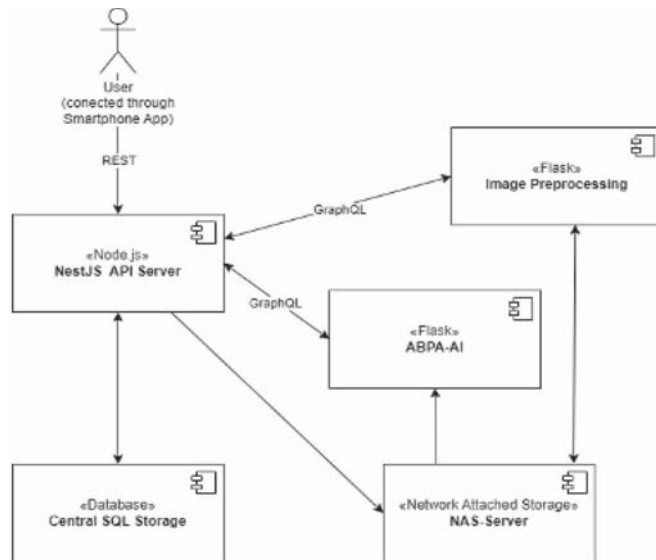 User
(conected through
Smartphone App)
REST
«Flask»
Image Preprocessing
GraphQL
«Node.js»
NestJS API Server
GraphQL
«Flask»
ABPA-AI
«Database»
Central SQL Storage
«Network Attached Storage»
NAS-Server